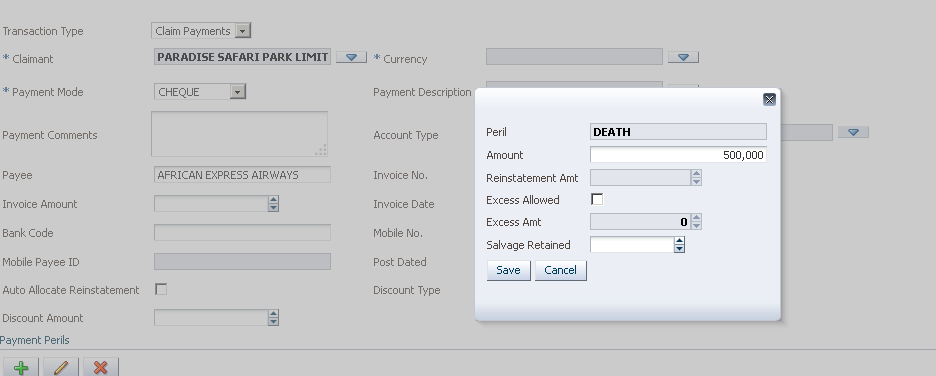 Transaction Type Claim Payments
* Claimant PARADISE SAFARI PARK LIMIT * Currency
* Payment Mode CHEQUE Payment Description
Payment Comments Account Type
Payee AFRICAN EXPRESS AIRWAYS Invoice No.
Invoice Amount Invoice Date
Bank Code Mobile No.
Mobile Payee ID Post Dated
Auto Allocate Reinstatement Discount Type
Discount Amount
Payment Perils
Peril DEATH
Amount 500,000
Reinstatement Amt
Excess Allowed
Excess Amt 0
Salvage Retained
Save Cancel